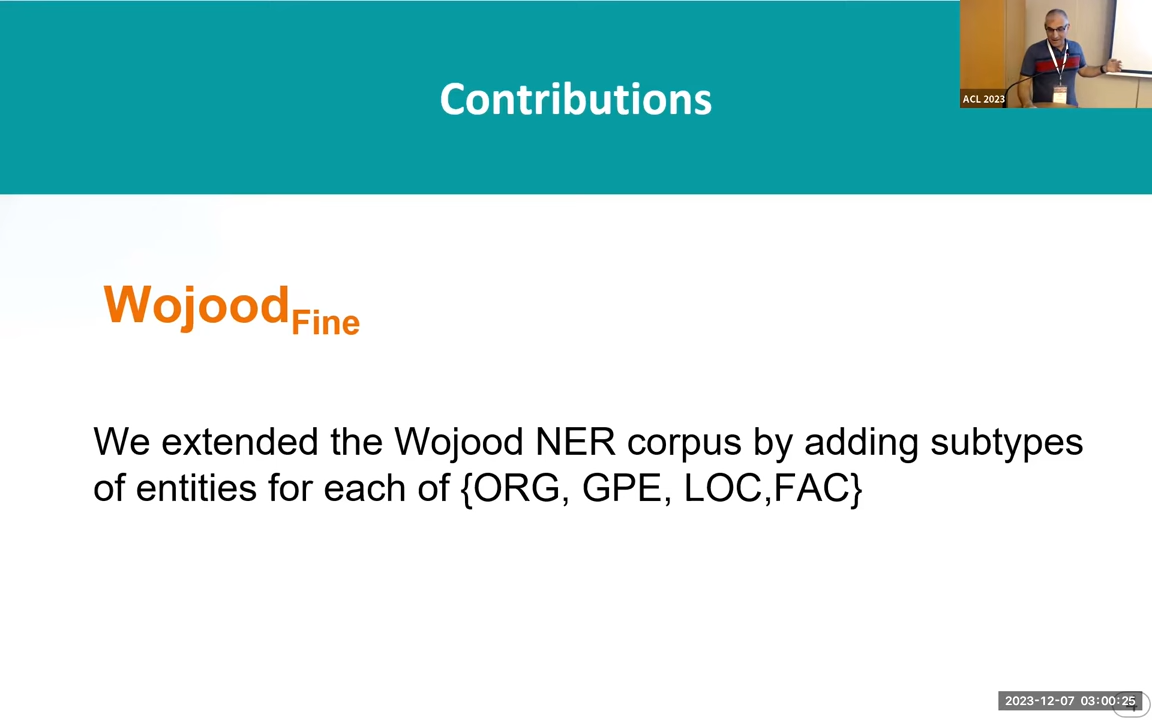 Contributions
ACL 2023
Wojood Fine
We extended the Wojood NER corpus by adding subtypes
of entities for each of {ORG, GPE, LOC,FAC}
2023-12-07 03:00:25